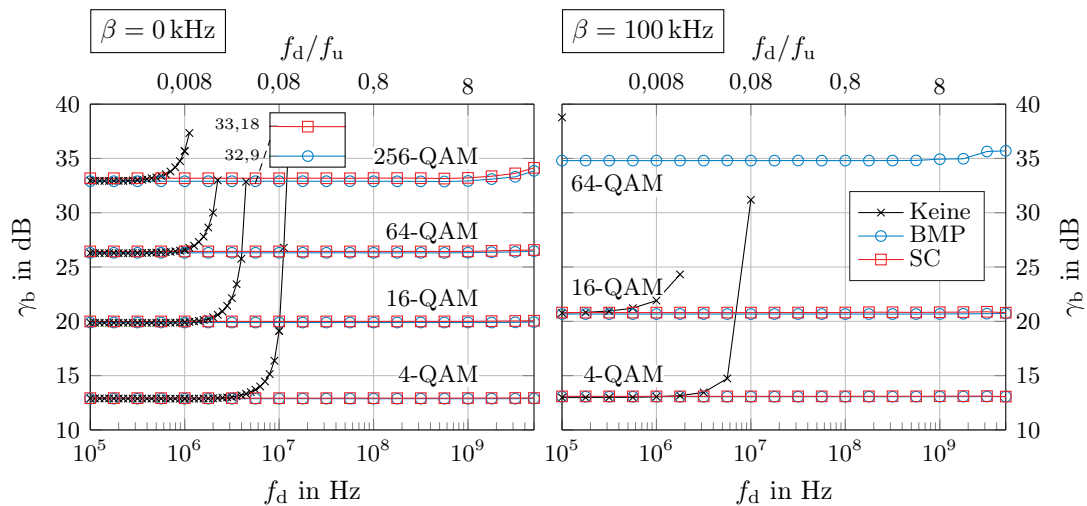 β = 0 kHz
f_d/f_u
0,008 0,08 0,8 8
40
35
30
25
20
15
10
γ_b in dB
33,18
32,9
256-QAM
64-QAM
16-QAM
4-QAM
10^5 10^6 10^7 10^8 10^9
f_d in Hz
β = 100 kHz
f_d/f_u
0,008 0,08 0,8 8
64-QAM
16-QAM
4-QAM
Keine
BMP
SC
40
35
30
25
20
15
10
γ_b in dB
10^5 10^6 10^7 10^8 10^9
f_d in Hz